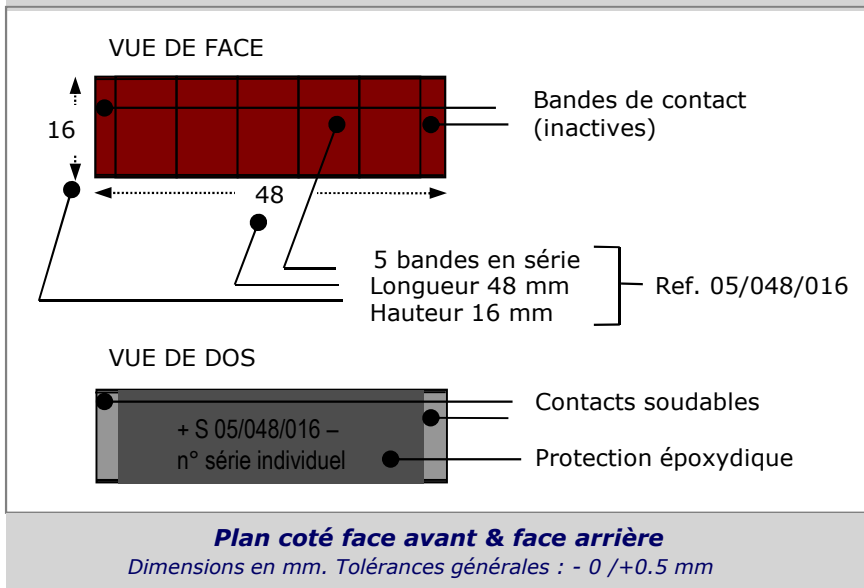 VUE DE FACE
16
48
Bandes de contact
(inactives)
5 bandes en série
Longueur 48 mm
Hauteur 16 mm
Ref. 05/048/016
VUE DE DOS
+ S 05/048/016 –
n° série individuel
Contacts soudables
Protection époxydique
Plan coté face avant & face arrière
Dimensions en mm. Tolérances générales : - 0 /+0.5 mm